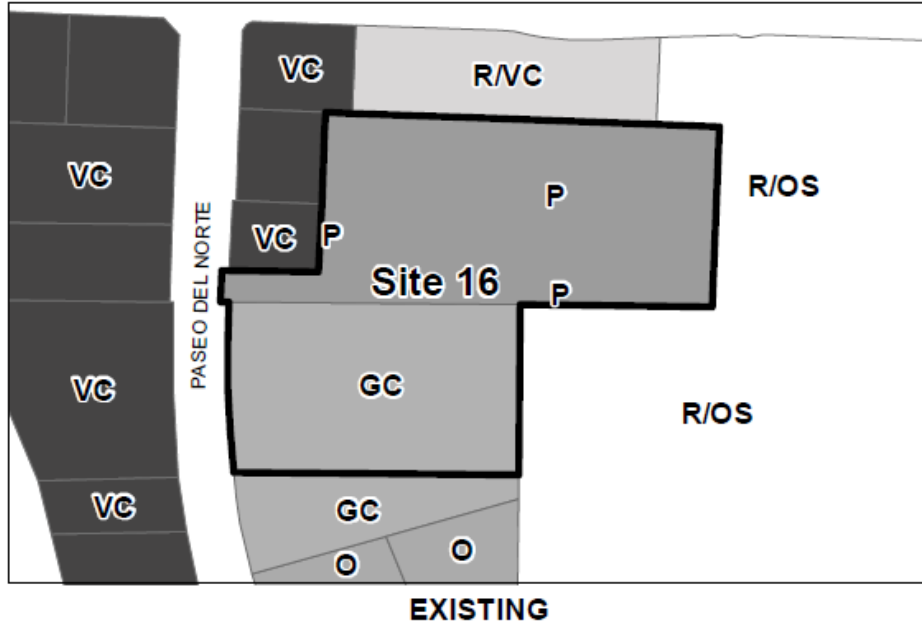 VC
R/VC
VC
P
R/OS
VC
P
PASEO DEL NORTE
Site 16
P
VC
GC
R/OS
VC
GC
O
O
EXISTING